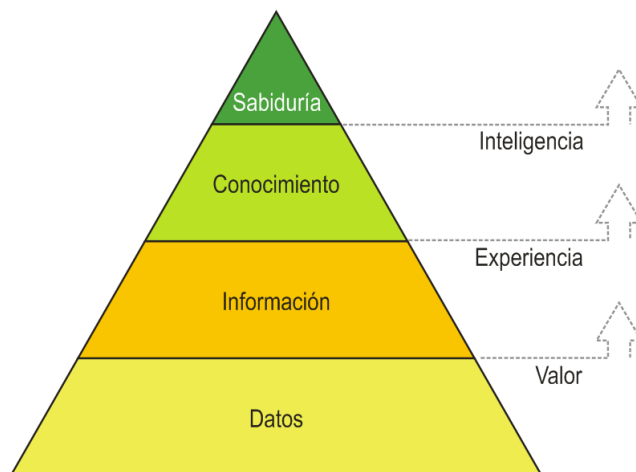 Sabiduría
Inteligencia
Conocimiento
Experiencia
Información
Valor
Datos